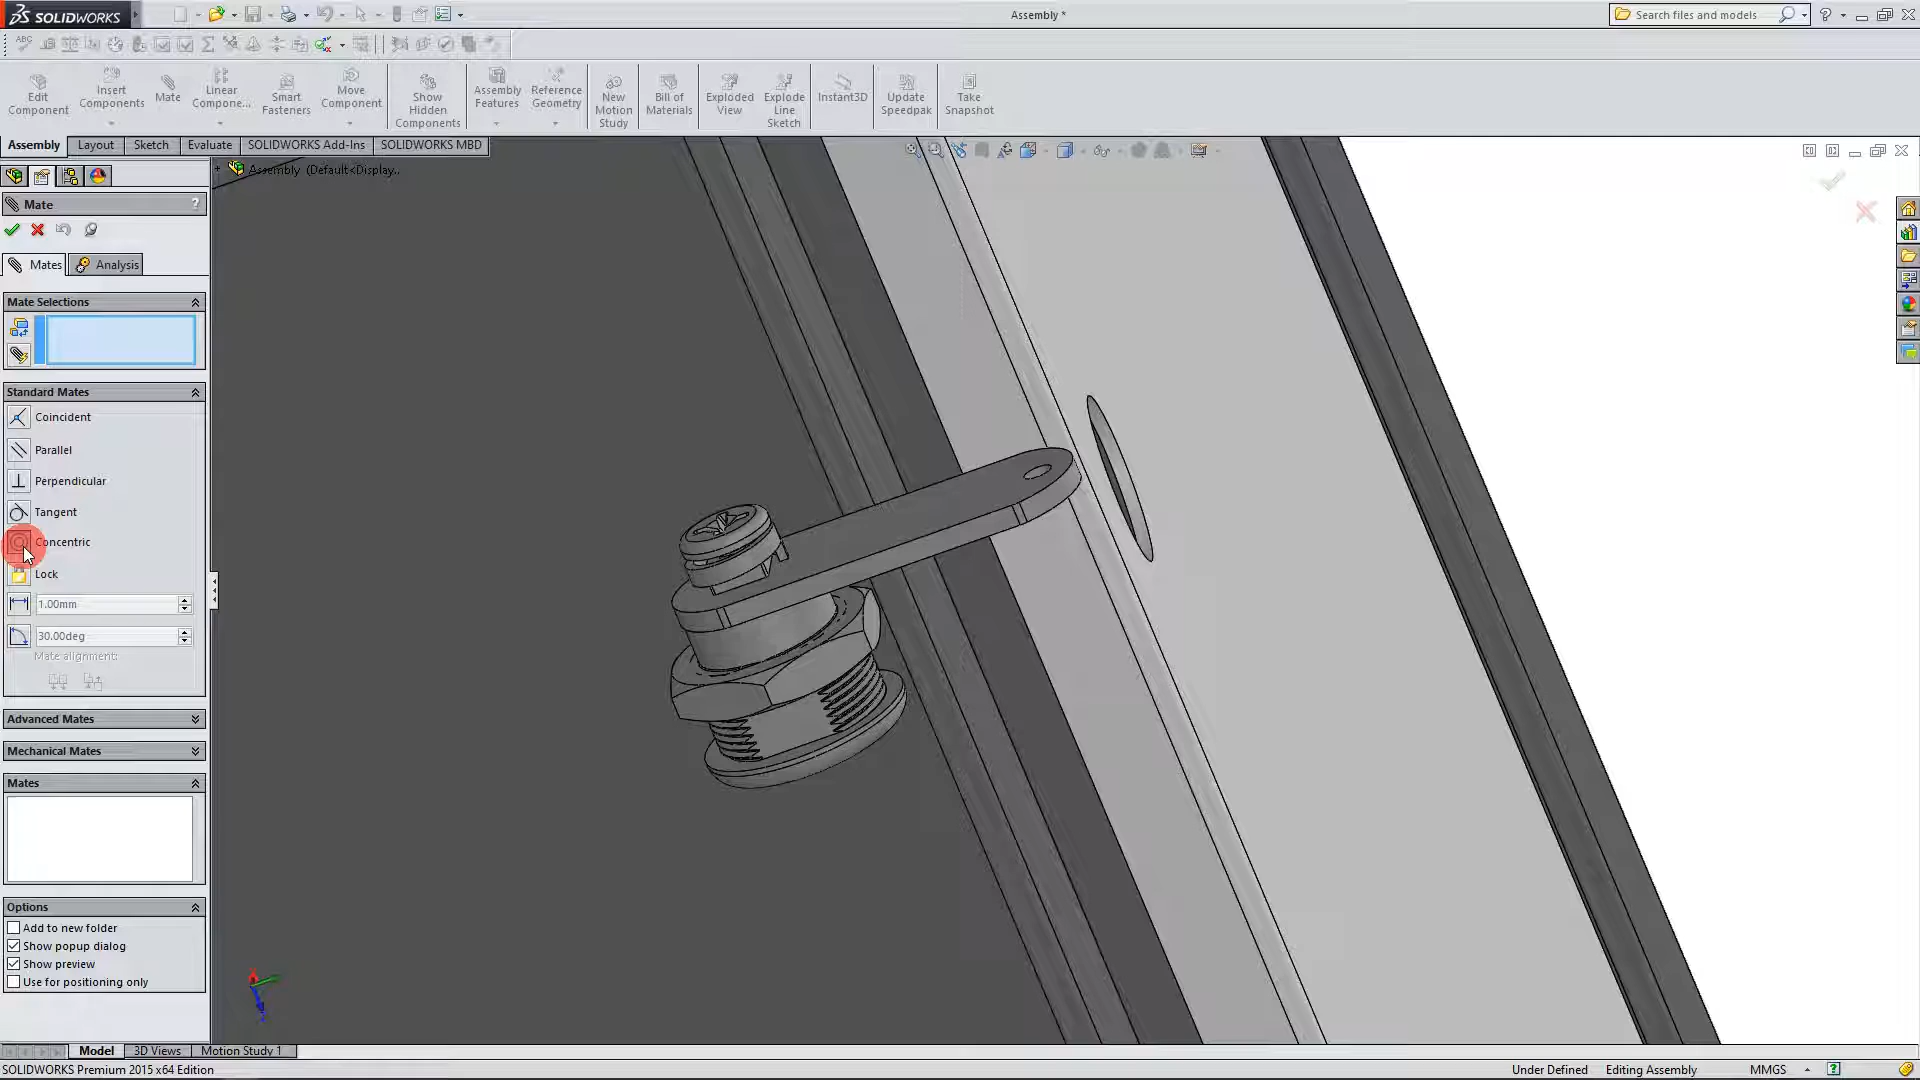 SOLIDWORKS
Assembly *
Search files and models
?
ABC
Edit Component
Insert Components
Mate
Linear Compone...
Smart Fasteners
Move Component
Show Hidden Components
Assembly Features
Reference Geometry
New Motion Study
Bill of Materials
Exploded View
Explode Line Sketch
Instant3D
Update Speedpak
Take Snapshot
Assembly
Layout
Sketch
Evaluate
SOLIDWORKS Add-Ins
SOLIDWORKS MBD
Assembly (Default<Display..
Mate
?
Mates
Analysis
Mate Selections
Standard Mates
Coincident
Parallel
Perpendicular
Tangent
Concentric
Lock
1.00mm
30.00deg
Mate alignment:
Advanced Mates
Mechanical Mates
Mates
Options
Add to new folder
Show popup dialog
Show preview
Use for positioning only
Model
3D Views
Motion Study 1
SOLIDWORKS Premium 2015 x64 Edition
Under Defined
Editing Assembly
MMGS
?